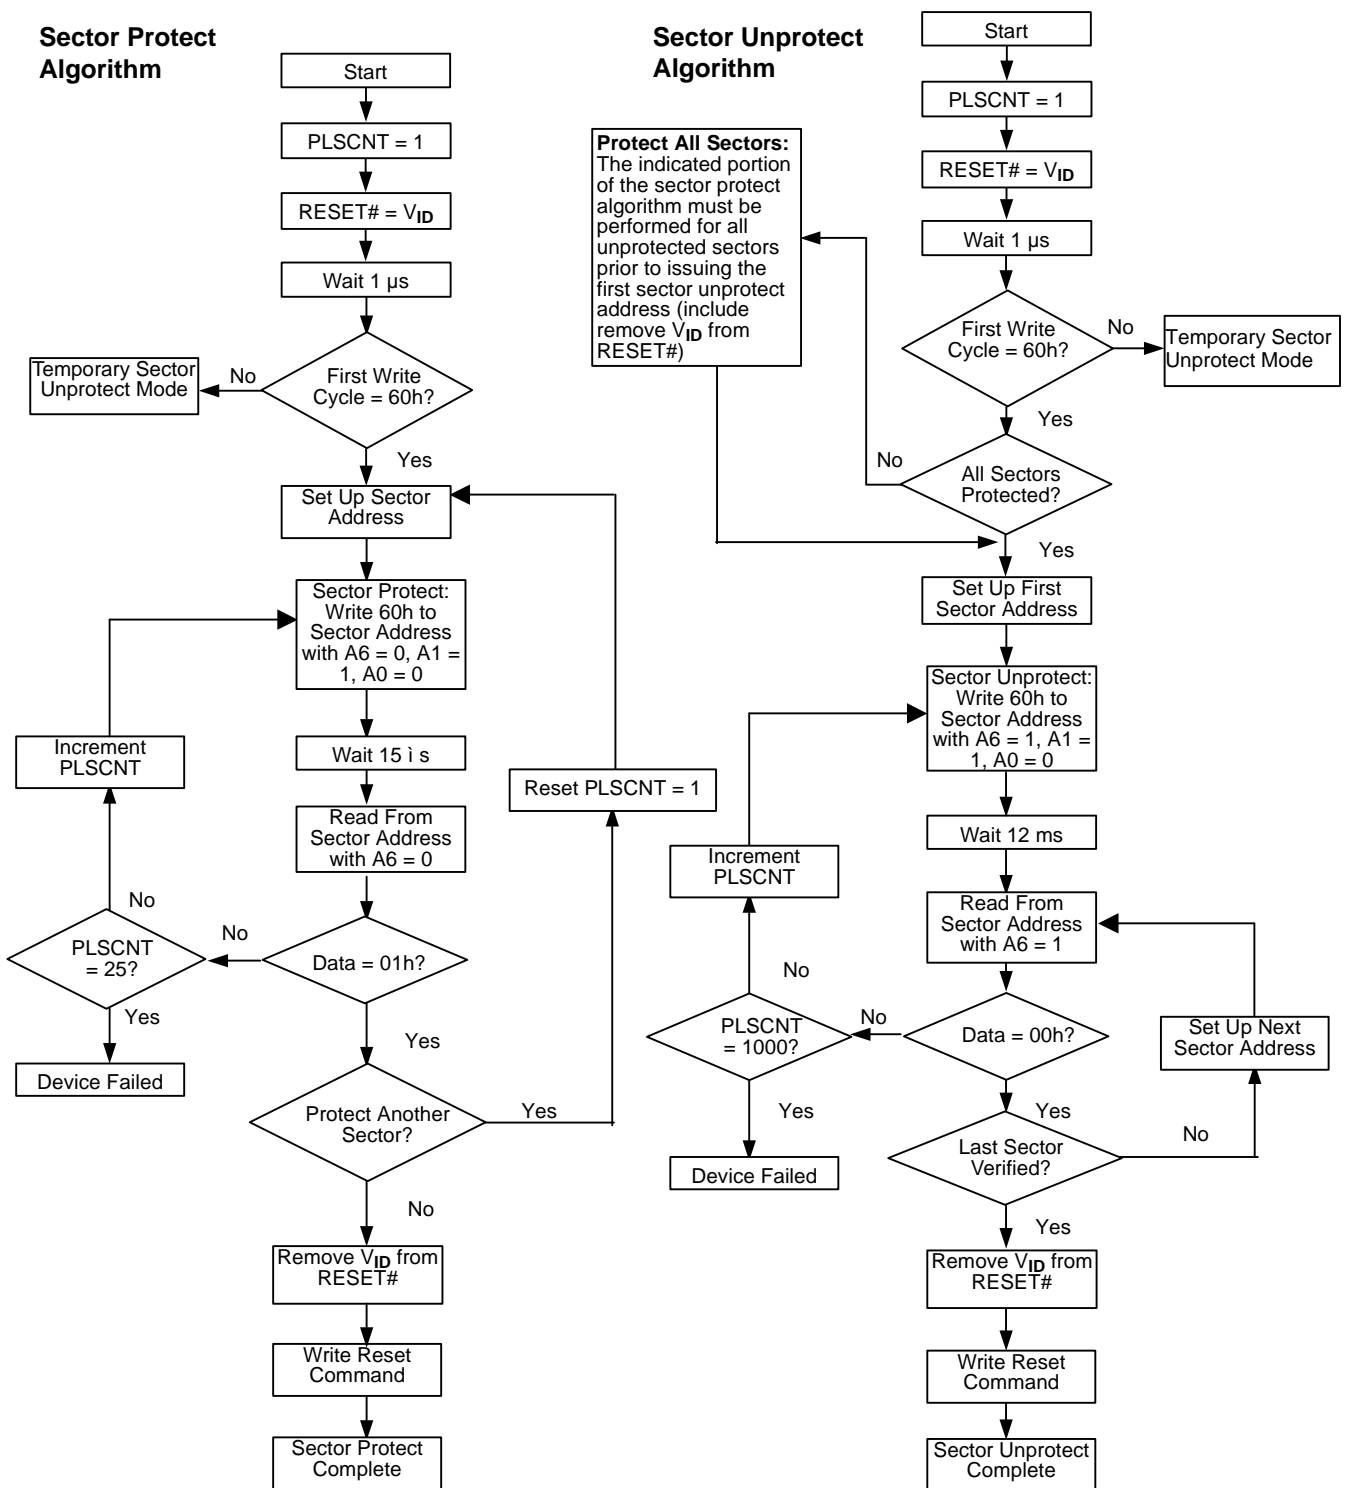 Sector Protect
Algorithm
Start
PLSCNT = 1
RESET# = VID
Wait 1 µs
First Write
Cycle = 60h?
No
Temporary Sector
Unprotect Mode
Yes
Set Up Sector
Address
Sector Protect:
Write 60h to
Sector Address
with A6 = 0, A1 =
1, A0 = 0
Wait 15 ì s
Read From
Sector Address
with A6 = 0
Increment
PLSCNT
No
PLSCNT
= 25?
No
Data = 01h?
Yes
Device Failed
Yes
Reset PLSCNT = 1
Protect Another
Sector?
Yes
No
Remove VID from
RESET#
Write Reset
Command
Sector Protect
Complete
Sector Unprotect
Algorithm
Start
PLSCNT = 1
RESET# = VID
Wait 1 µs
Protect All Sectors:
The indicated portion
of the sector protect
algorithm must be
performed for all
unprotected sectors
prior to issuing the
first sector unprotect
address (include
remove VID from
RESET#)
First Write
Cycle = 60h?
No
Temporary Sector
Unprotect Mode
Yes
No
All Sectors
Protected?
Yes
Set Up First
Sector Address
Sector Unprotect:
Write 60h to
Sector Address
with A6 = 1, A1 =
1, A0 = 0
Wait 12 ms
Increment
PLSCNT
Read From
Sector Address
with A6 = 1
No
PLSCNT
= 1000?
No
Data = 00h?
Set Up Next
Sector Address
Yes
Device Failed
Yes
Last Sector
Verified?
No
Yes
Remove VID from
RESET#
Write Reset
Command
Sector Unprotect
Complete